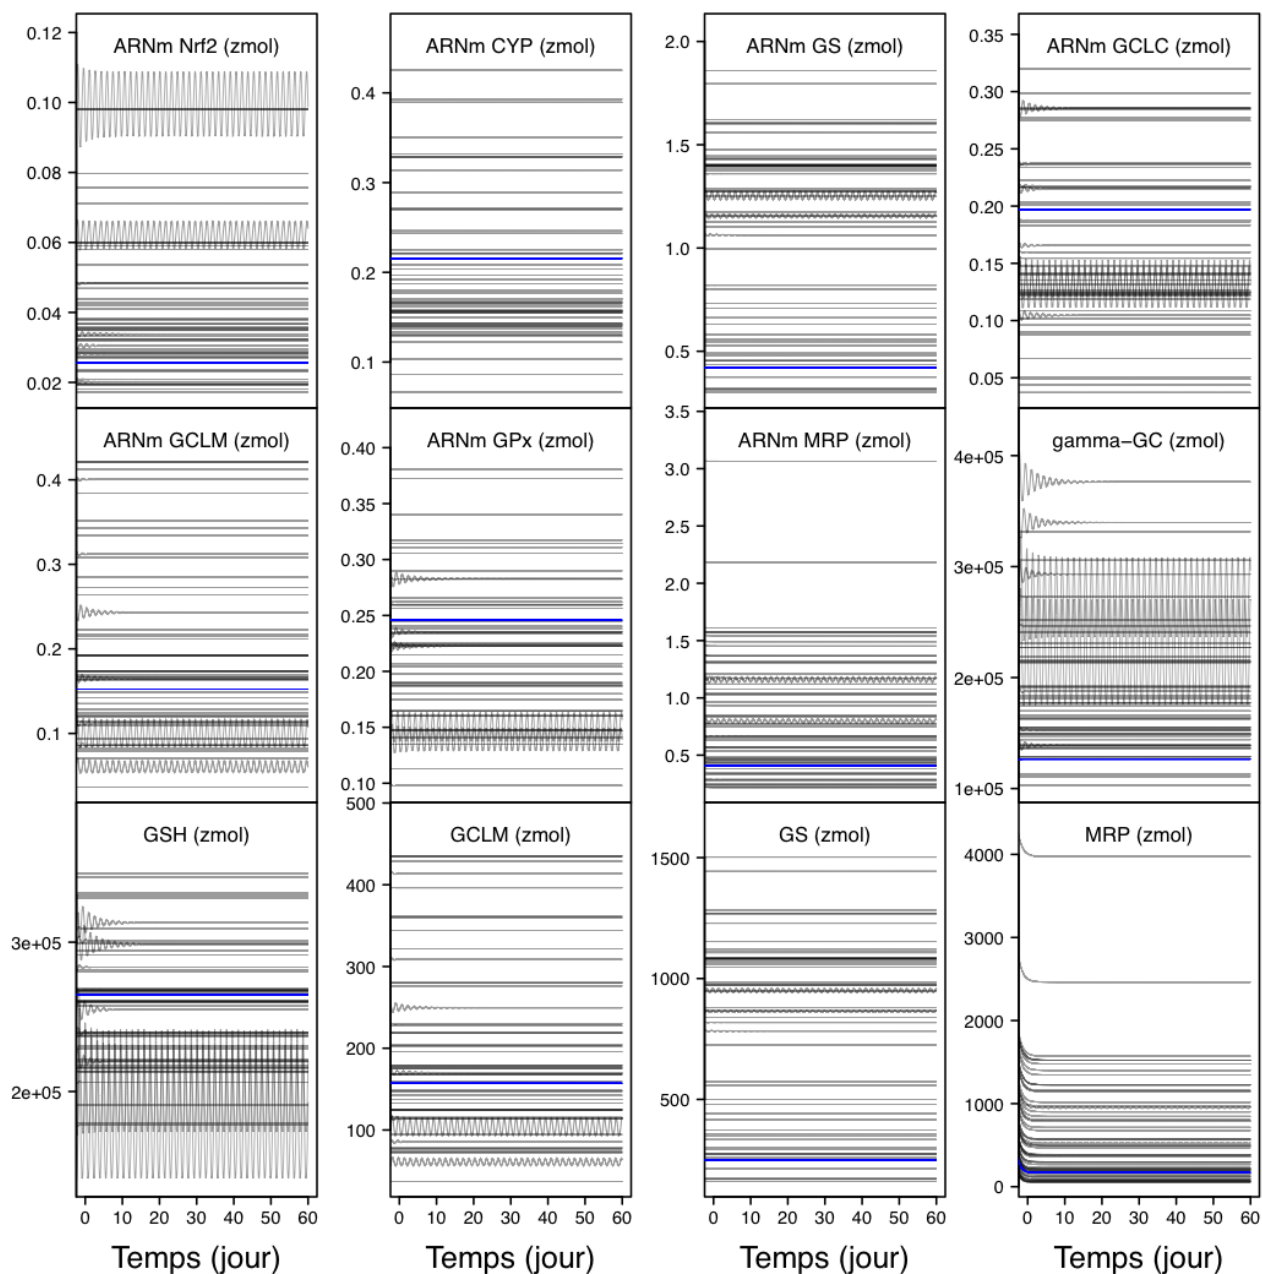 ARNm Nrf2 (zmol)
0.12
0.10
0.08
0.06
0.04
0.02
ARNm CYP (zmol)
0.4
0.3
0.2
0.1
ARNm GS (zmol)
2.0
1.5
1.0
0.5
ARNm GCLC (zmol)
0.35
0.30
0.25
0.20
0.15
0.10
0.05
ARNm GCLM (zmol)
0.4
0.3
0.2
0.1
ARNm GPx (zmol)
0.40
0.35
0.30
0.25
0.20
0.15
0.10
ARNm MRP (zmol)
3.5
3.0
2.5
2.0
1.5
1.0
0.5
gamma−GC (zmol)
4e+05
3e+05
2e+05
1e+05
GSH (zmol)
3e+05
2e+05
GCLM (zmol)
500
400
300
200
100
GS (zmol)
1500
1000
500
MRP (zmol)
4000
3000
2000
1000
0
0 10 20 30 40 50 60
0 10 20 30 40 50 60
0 10 20 30 40 50 60
0 10 20 30 40 50 60
Temps (jour)
Temps (jour)
Temps (jour)
Temps (jour)